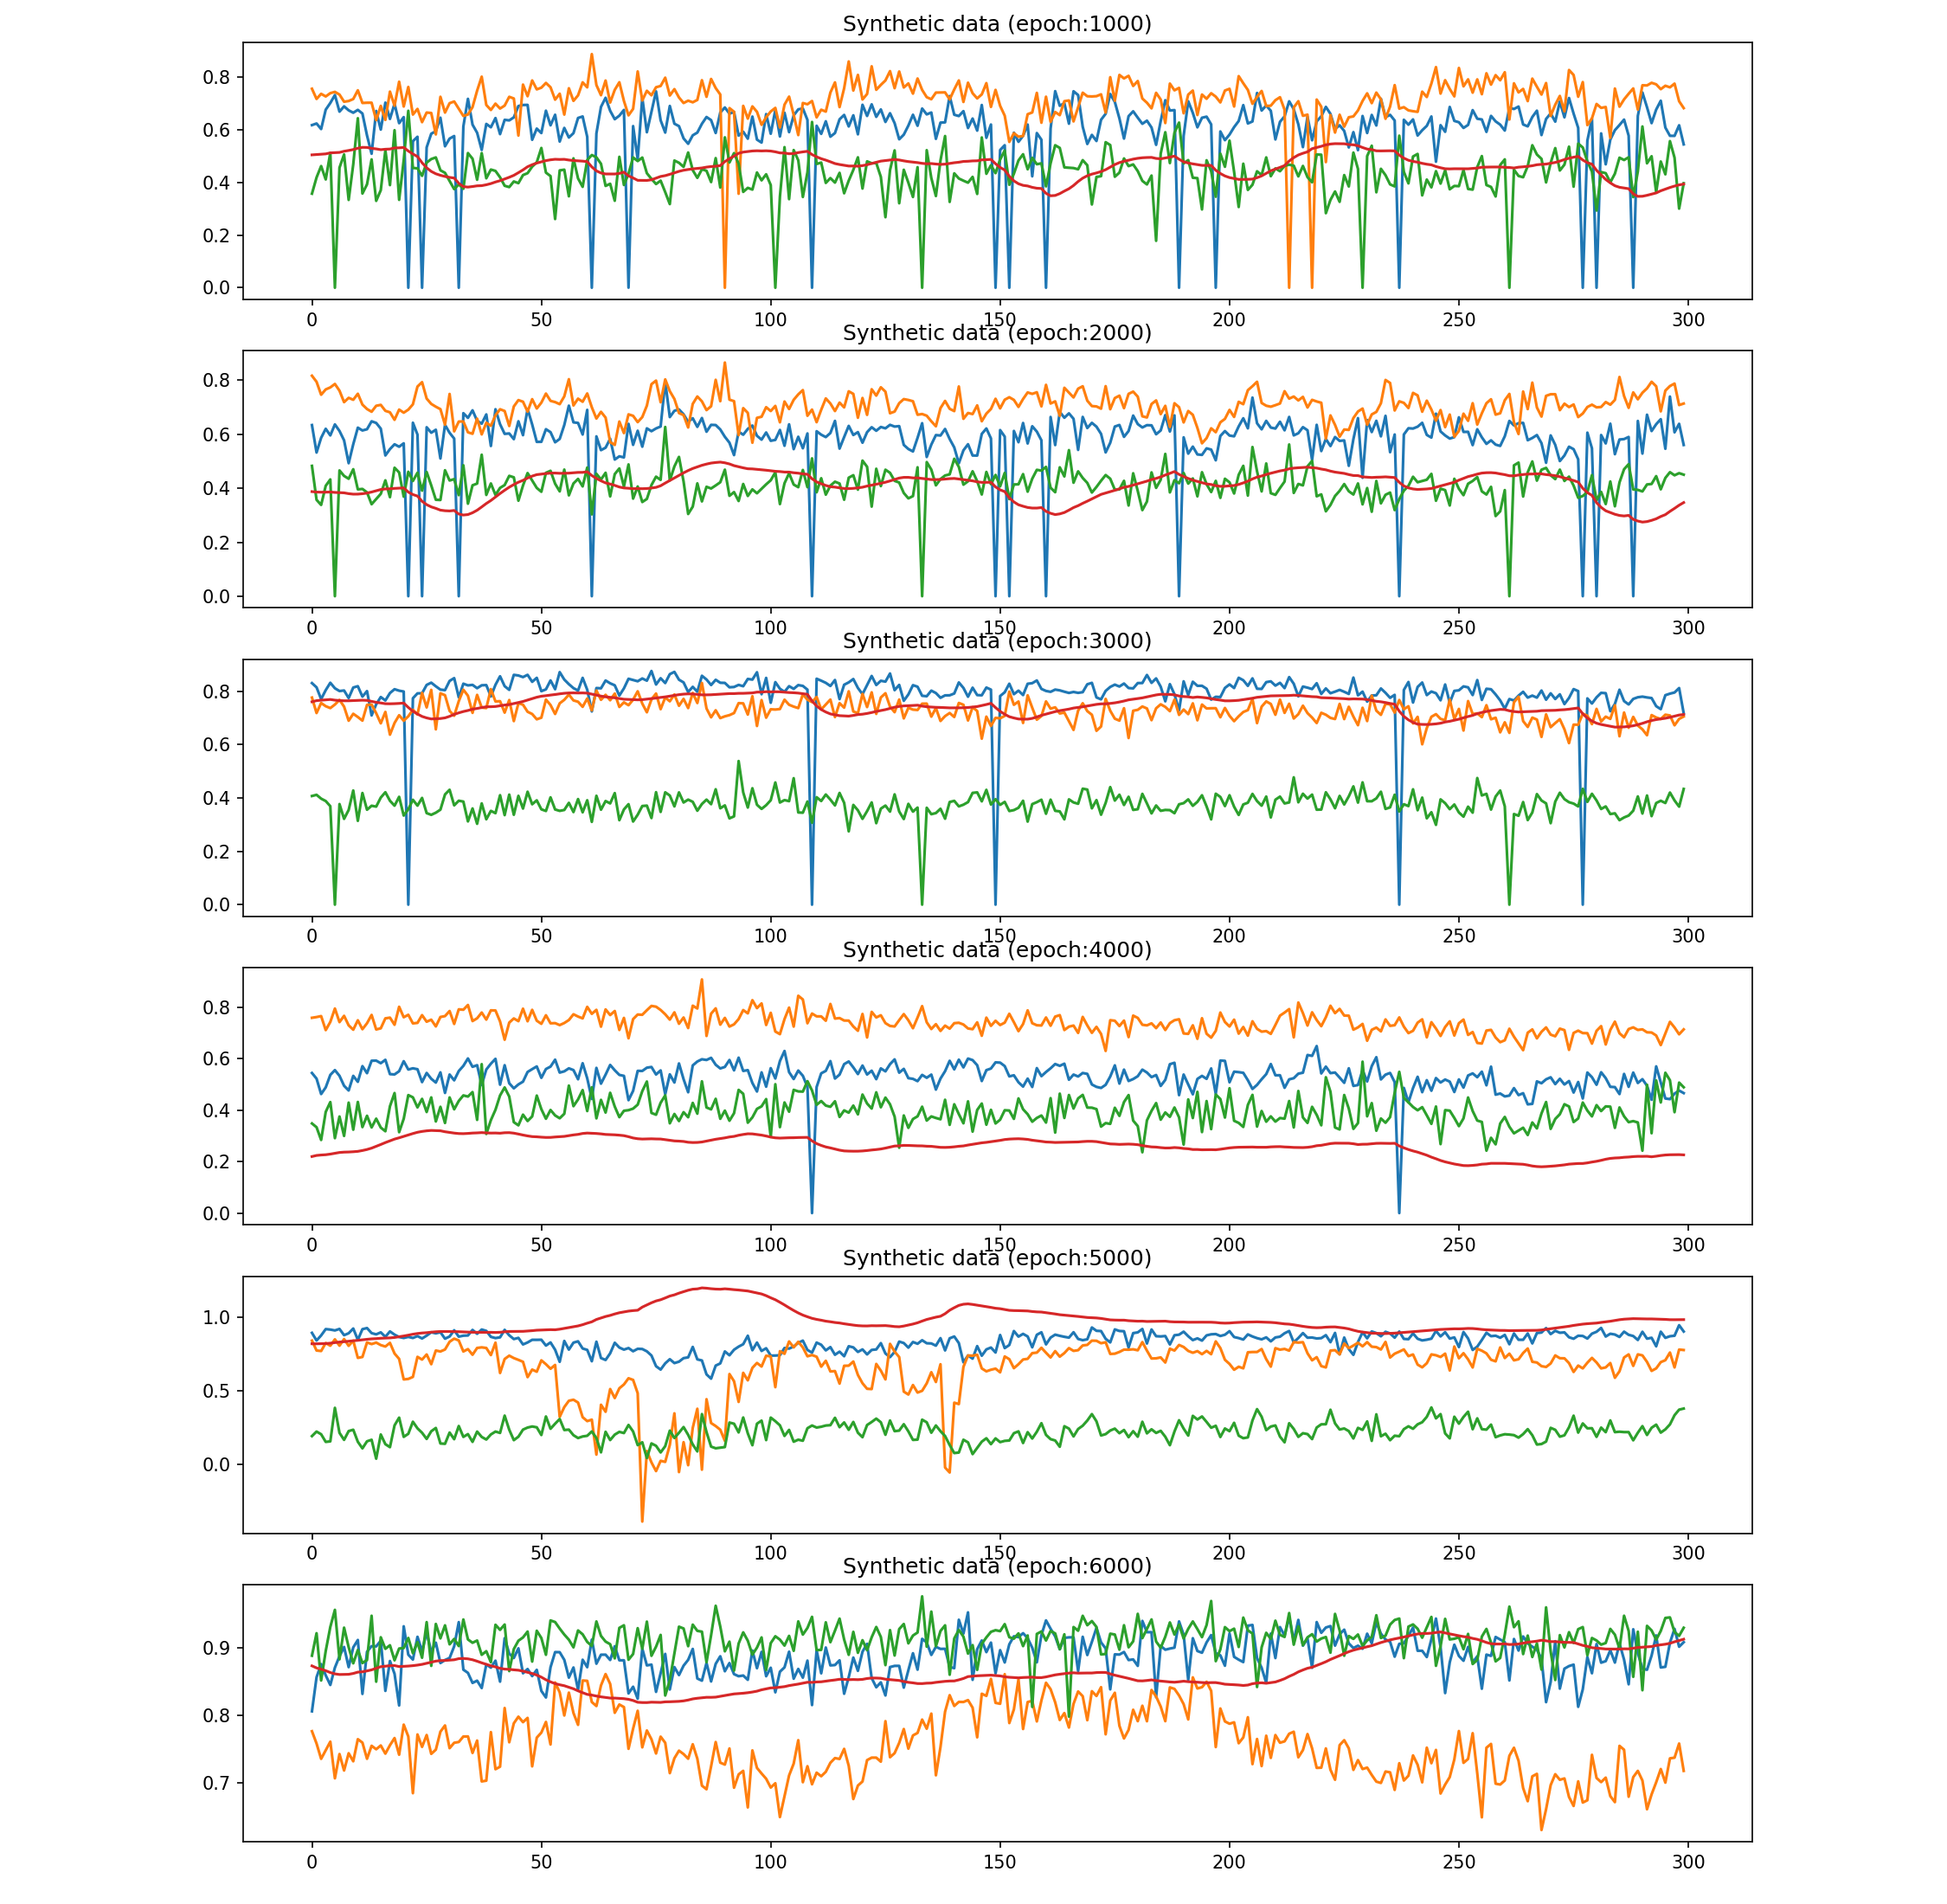 Synthetic data (epoch:1000)
0.8
0.6
0.4
0.2
0.0
0 50 100 150 200 250 300
Synthetic data (epoch:2000)
0.8
0.6
0.4
0.2
0.0
0 50 100 150 200 250 300
Synthetic data (epoch:3000)
0.8
0.6
0.4
0.2
0.0
0 50 100 150 200 250 300
Synthetic data (epoch:4000)
0.8
0.6
0.4
0.2
0.0
0 50 100 150 200 250 300
Synthetic data (epoch:5000)
1.0
0.5
0.0
0 50 100 150 200 250 300
Synthetic data (epoch:6000)
0.9
0.8
0.7
0 50 100 150 200 250 300